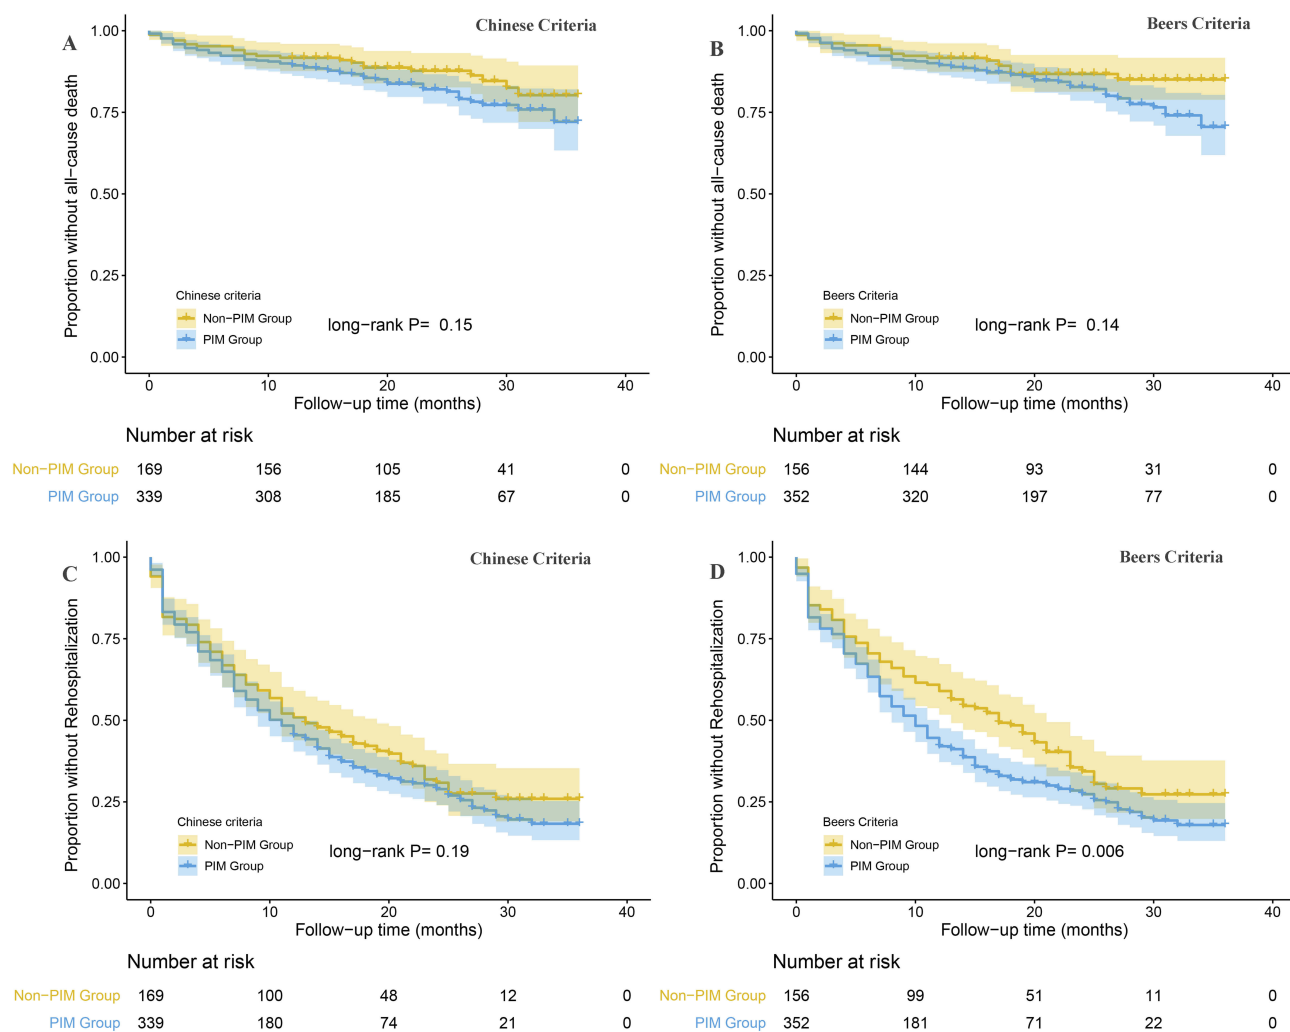 A
Chinese Criteria
Proportion without all−cause death
1.00
0.75
0.50
0.25
0.00
Chinese criteria
Non−PIM Group
PIM Group
long−rank P=  0.15
0 10 20 30 40
Follow−up time (months)
Number at risk
Non−PIM Group 169 156 105 41 0
PIM Group 339 308 185 67 0
B
Beers Criteria
Proportion without all−cause death
1.00
0.75
0.50
0.25
0.00
Beers Criteria
Non−PIM Group
PIM Group
long−rank P=  0.14
0 10 20 30 40
Follow−up time (months)
Number at risk
Non−PIM Group 156 144 93 31 0
PIM Group 352 320 197 77 0
C
Chinese Criteria
Proportion without Rehospitalization
1.00
0.75
0.50
0.25
0.00
Chinese criteria
Non−PIM Group
PIM Group
long−rank P= 0.19
0 10 20 30 40
Follow−up time (months)
Number at risk
Non−PIM Group 169 100 48 12 0
PIM Group 339 180 74 21 0
D
Beers Criteria
Proportion without Rehospitalization
1.00
0.75
0.50
0.25
0.00
Beers Criteria
Non−PIM Group
PIM Group
long−rank P= 0.006
0 10 20 30 40
Follow−up time (months)
Number at risk
Non−PIM Group 156 99 51 11 0
PIM Group 352 181 71 22 0